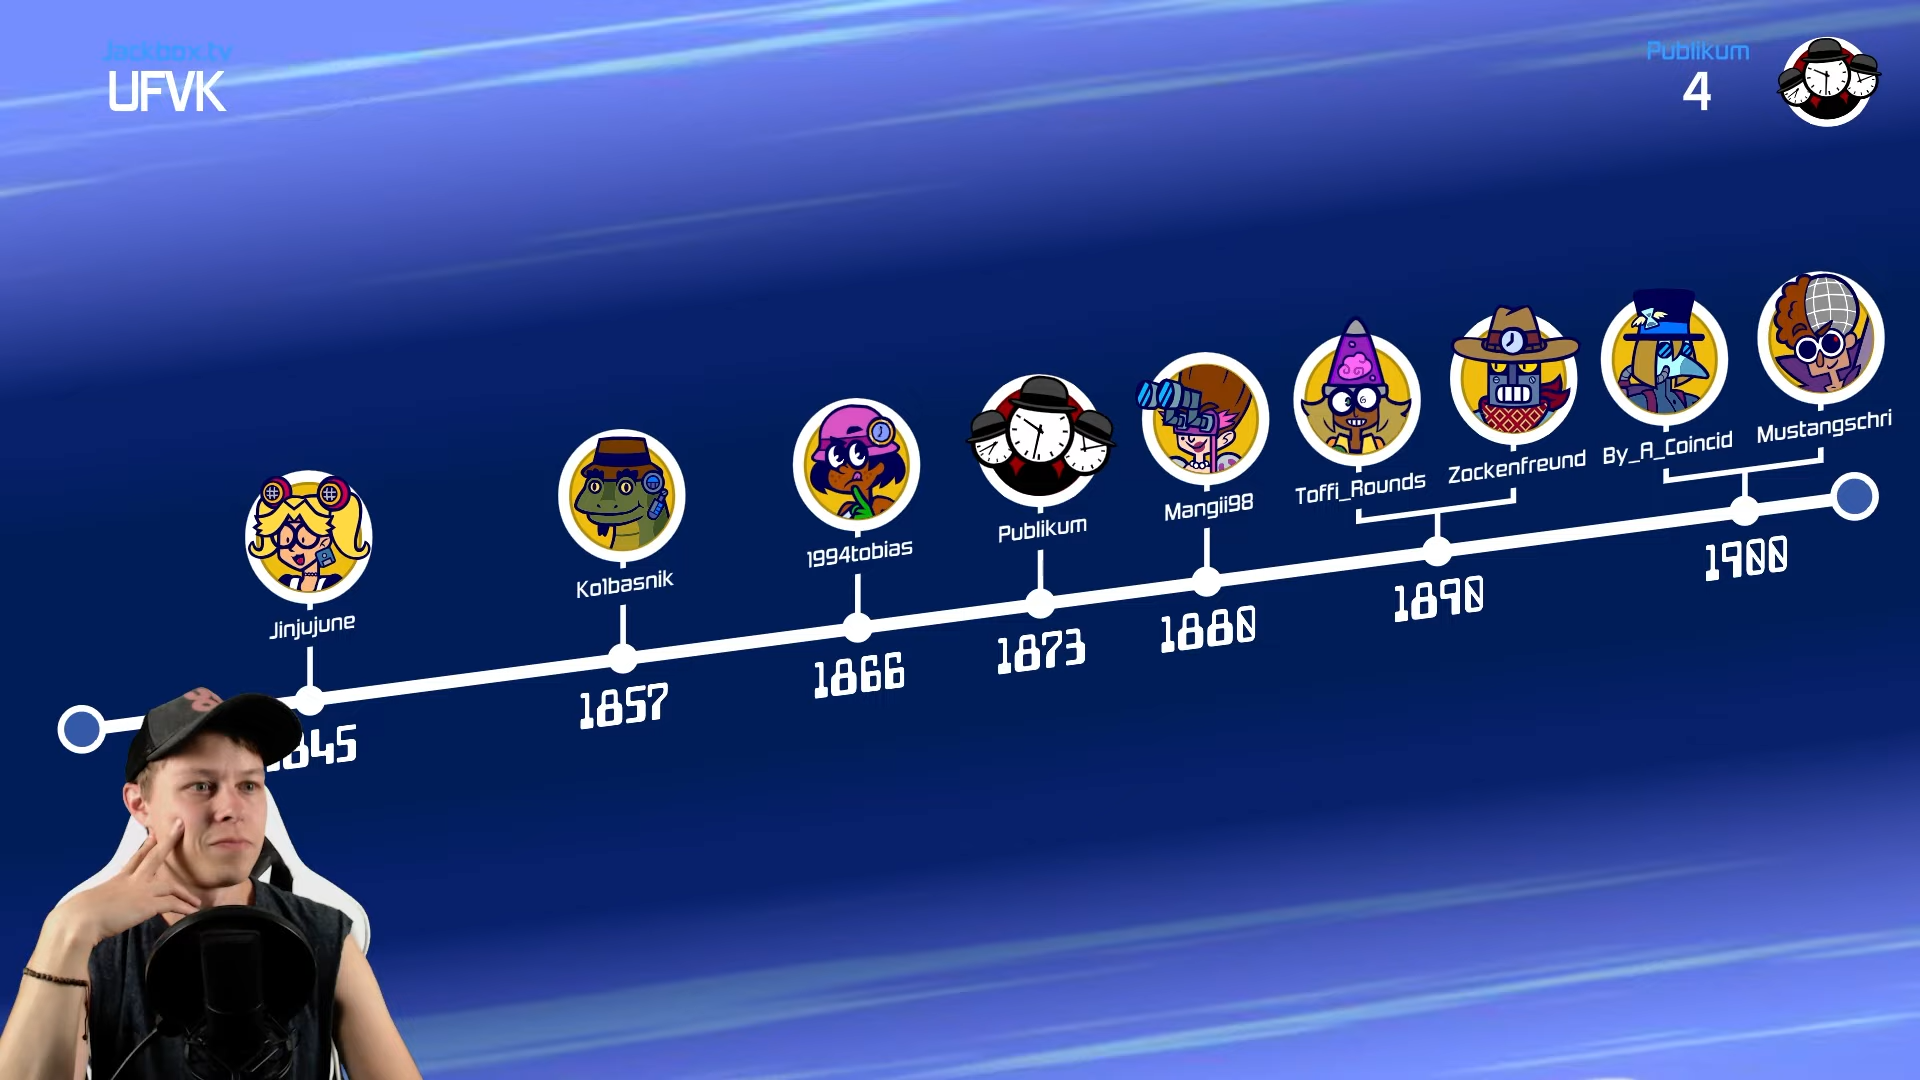 Jackbox.tv
UFVK
Publikum
4
Jinjujune
Kolbasnik
1994tobias
Publikum
Mangii98
Toffi_Rounds
Zockenfreund
By_A_Coincid
Mustangschri
1845
1857
1866
1873
1880
1890
1900